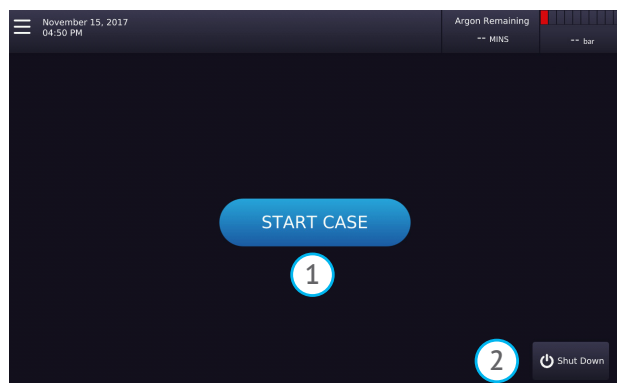 November 15, 2017
04:50 PM
Argon Remaining
-- MINS
-- bar
START CASE
1
2
Shut Down